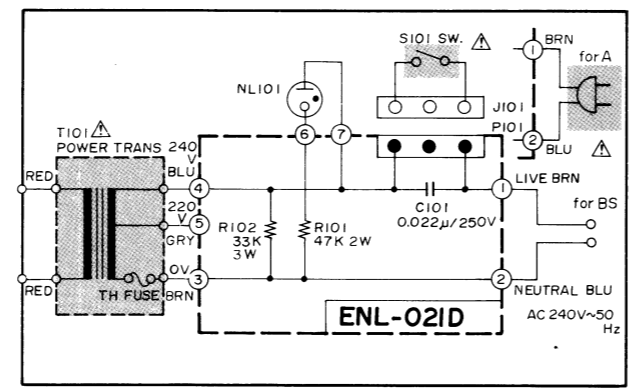 S101 SW.
1
BRN
for A
NL101
J101
P101
T101
POWER TRANS
6
7
2
BLU
240
V
RED
BLU
4
1
LIVE BRN
C101
0.022µ/250V
for BS
220
V
5
GRY
R102
33K
3W
R101
47K 2W
0V
RED
TH FUSE
BRN
3
2
NEUTRAL BLU
ENL-021D
AC 240V~50
Hz